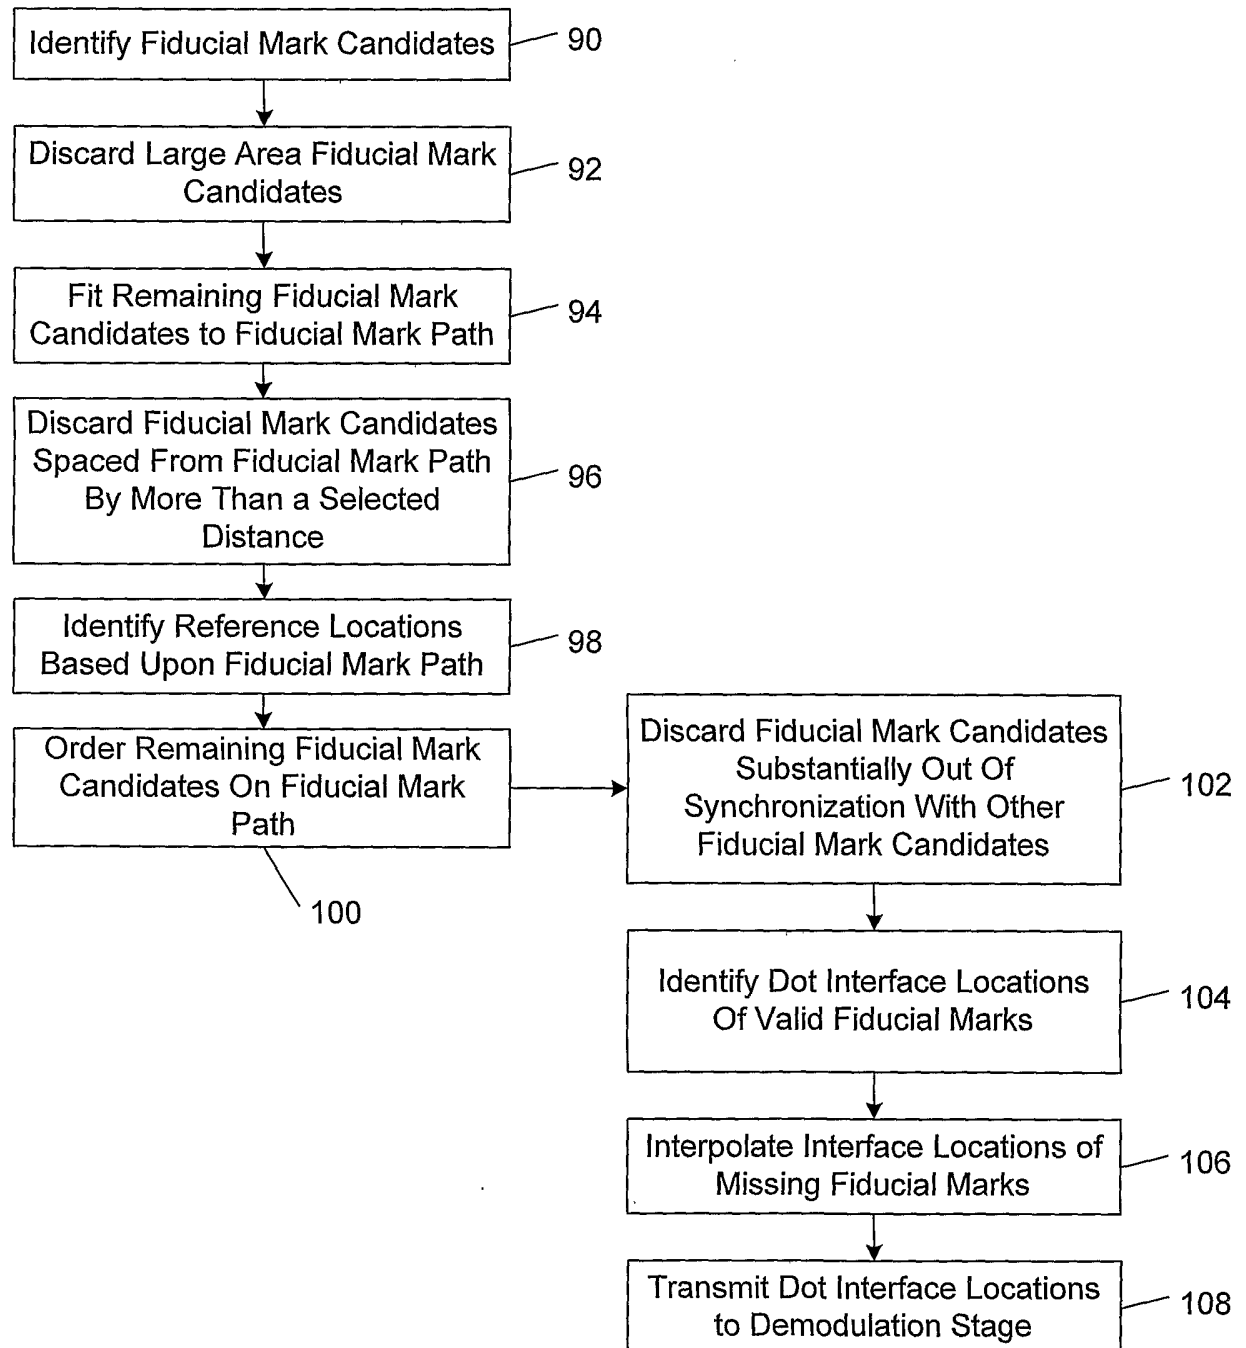 Identify Fiducial Mark Candidates
90
Discard Large Area Fiducial Mark
Candidates
92
Fit Remaining Fiducial Mark
Candidates to Fiducial Mark Path
94
Discard Fiducial Mark Candidates
Spaced From Fiducial Mark Path
By More Than a Selected
Distance
96
Identify Reference Locations
Based Upon Fiducial Mark Path
98
Order Remaining Fiducial Mark
Candidates On Fiducial Mark
Path
100
Discard Fiducial Mark Candidates
Substantially Out Of
Synchronization With Other
Fiducial Mark Candidates
102
Identify Dot Interface Locations
Of Valid Fiducial Marks
104
Interpolate Interface Locations of
Missing Fiducial Marks
106
Transmit Dot Interface Locations
to Demodulation Stage
108